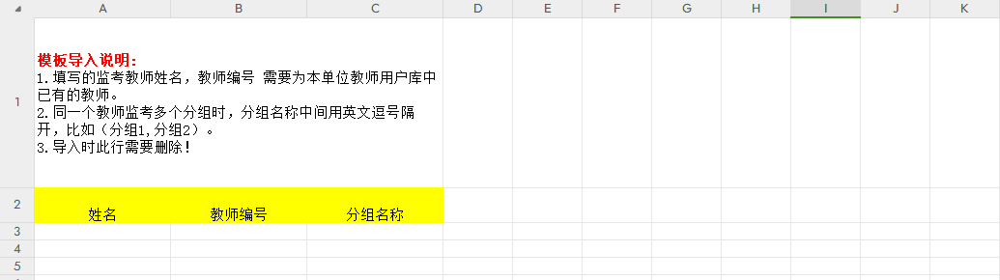 A B C D E F G H I J K
1
模板导入说明:
1.填写的监考教师姓名，教师编号 需要为本单位教师用户库中
已有的教师。
2.同一个教师监考多个分组时，分组名称中间用英文逗号隔
开，比如（分组1,分组2）。
3.导入时此行需要删除!
2 姓名 教师编号 分组名称
3
4
5